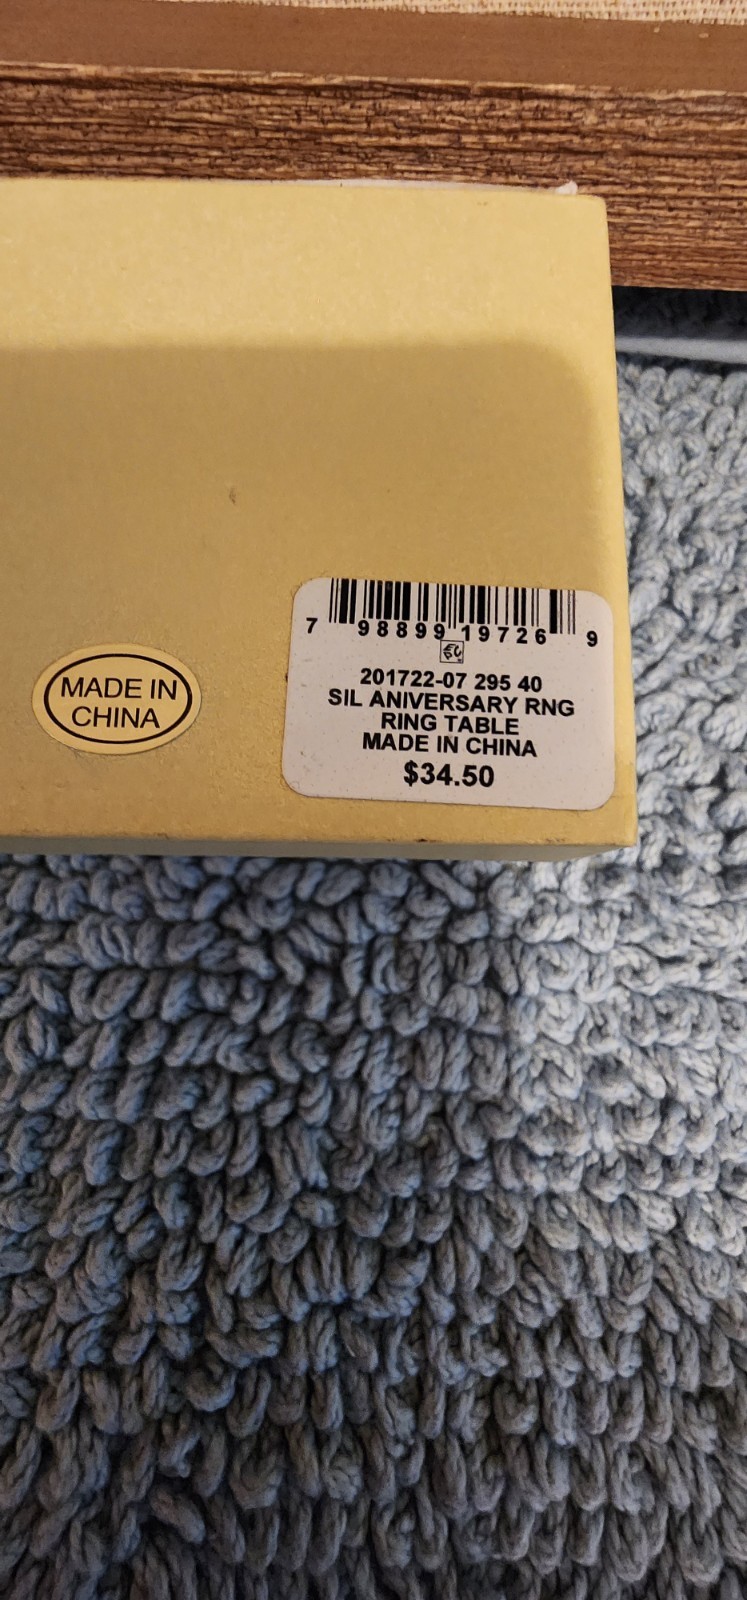 7 98899 19726 9
201722-07 295 40
SIL ANIVERSARY RNG
RING TABLE
MADE IN CHINA
$34.50
MADE IN
CHINA